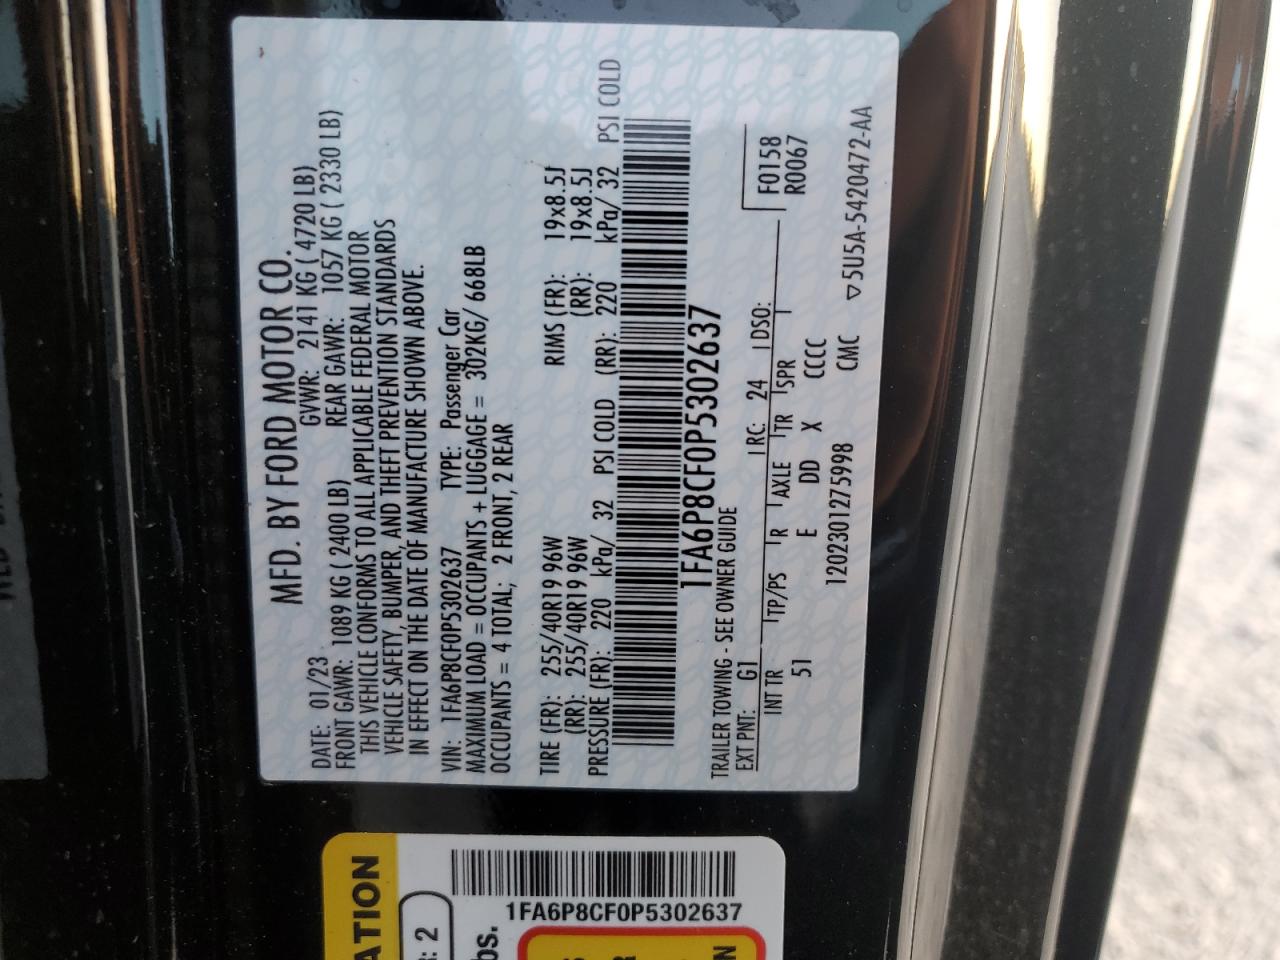 MFD. BY FORD MOTOR CO.
DATE: 01/23 GVWR: 2141 KG ( 4720 LB)
FRONT GAWR: 1089 KG ( 2400 LB) REAR GAWR: 1057 KG ( 2330 LB)
THIS VEHICLE CONFORMS TO ALL APPLICABLE FEDERAL MOTOR
VEHICLE SAFETY, BUMPER, AND THEFT PREVENTION STANDARDS
IN EFFECT ON THE DATE OF MANUFACTURE SHOWN ABOVE.
VIN: 1FA6P8CF0P5302637 TYPE: Passenger Car
MAXIMUM LOAD = OCCUPANTS + LUGGAGE = 302KG/ 668LB
OCCUPANTS = 4 TOTAL; 2 FRONT, 2 REAR
TIRE (FR): 255/40R19 96W RIMS (FR): 19x8.5J
(RR): 255/40R19 96W (RR): 19x8.5J
PRESSURE (FR): 220 kPa/ 32 PSI COLD (RR): 220 kPa/ 32 PSI COLD
1FA6P8CF0P5302637
TRAILER TOWING - SEE OWNER GUIDE
EXT PNT: G1 RC: 24 DSO: F0158
R0067
INT TR TP/PS R AXLE TR SPR
51 E DD X CCCC
1202301275998 CMC ▽5U5A-5420472-AA
ATION
: 2
1FA6P8CF0P5302637
bs.